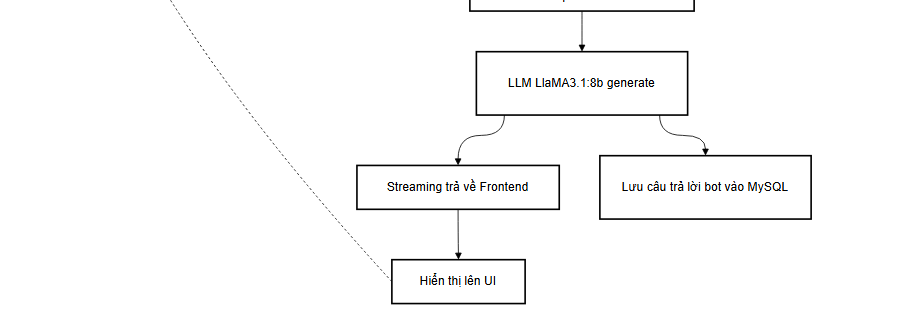 LLM LlaMA3.1:8b generate
Streaming trả về Frontend
Lưu câu trả lời bot vào MySQL
Hiển thị lên UI